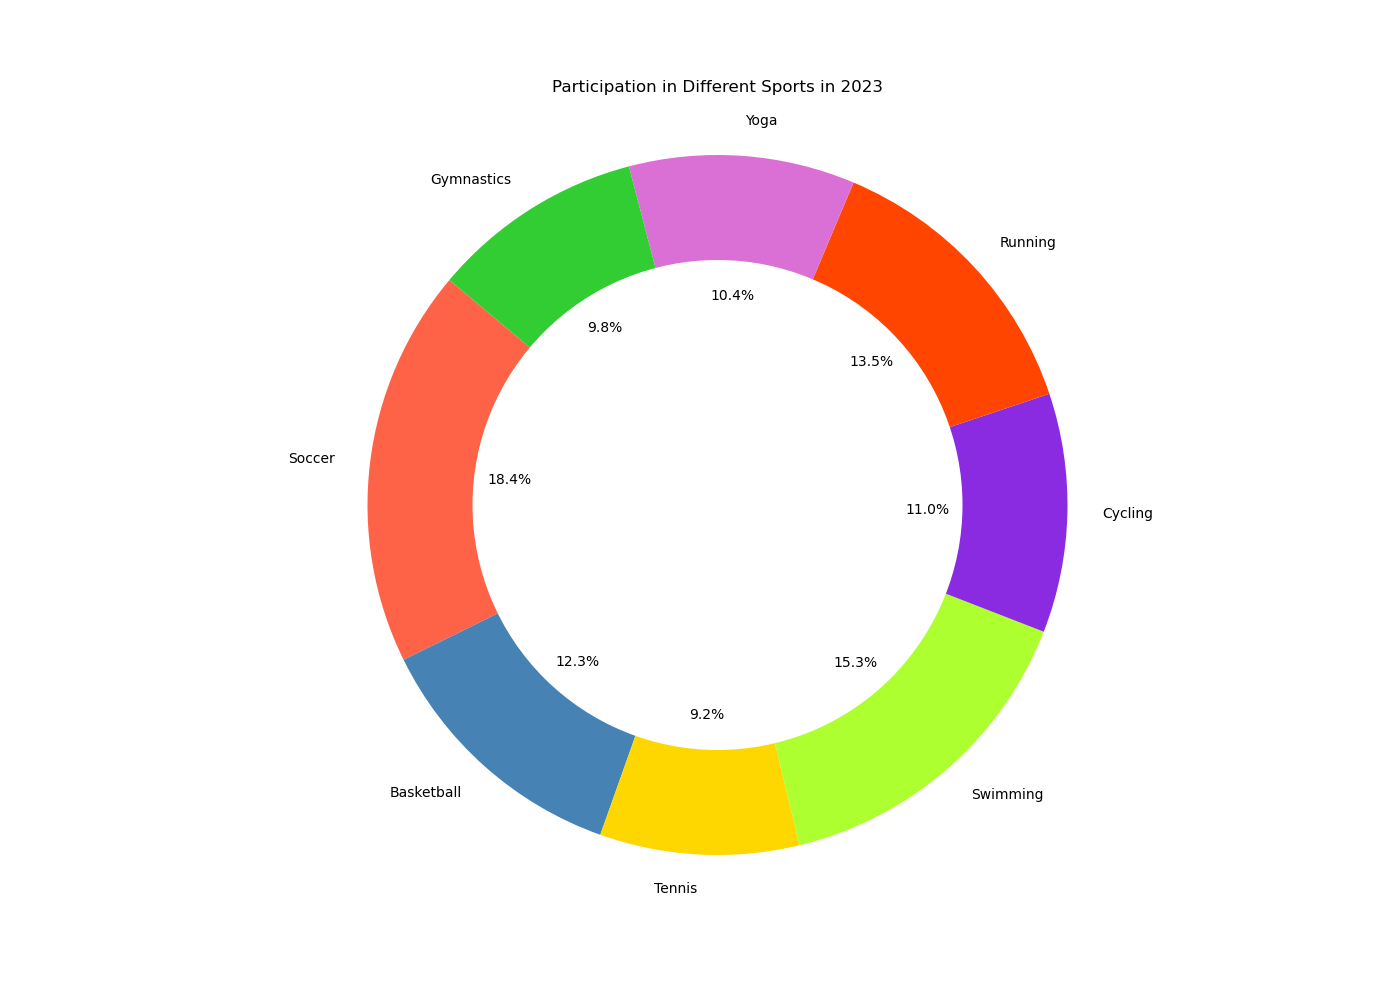 Participation in Different Sports in 2023
Yoga
Gymnastics
Running
10.4%
9.8%
13.5%
Soccer
18.4%
11.0%
Cycling
12.3%
15.3%
9.2%
Basketball
Swimming
Tennis